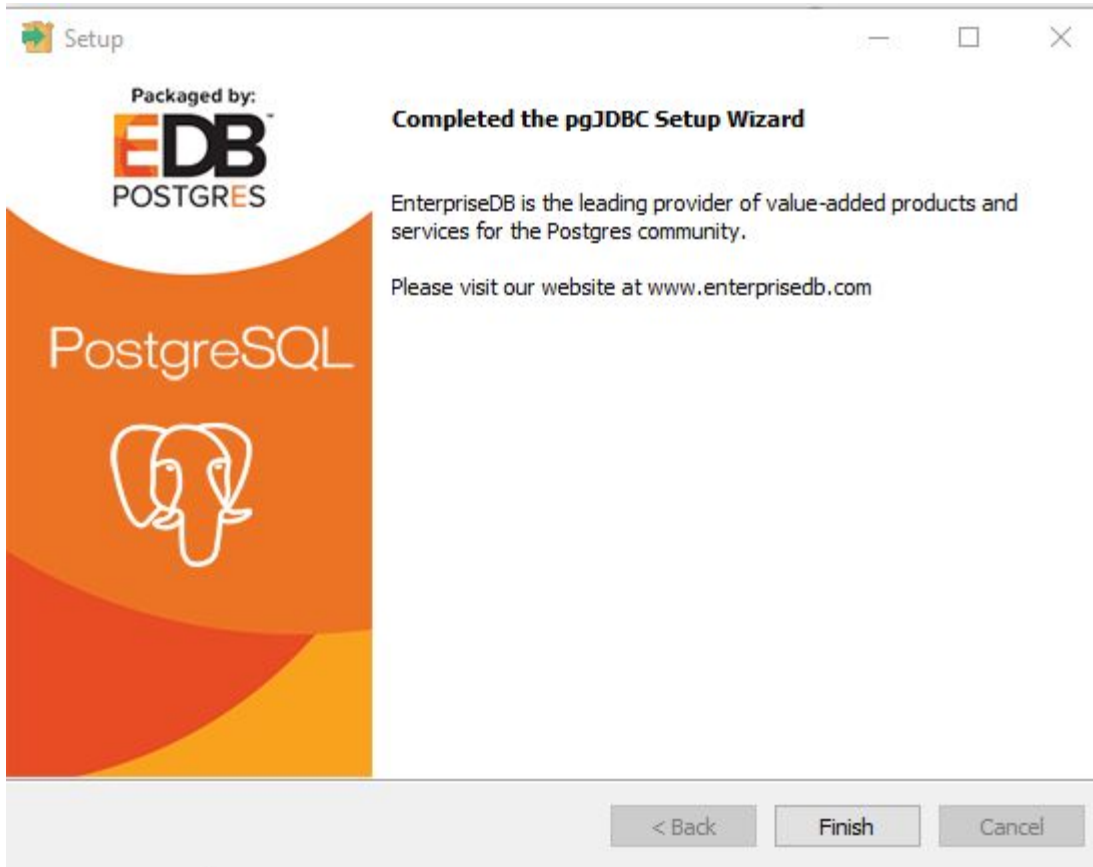 Setup
Packaged by:
EDB™
POSTGRES
PostgreSQL
Completed the pgJDBC Setup Wizard
EnterpriseDB is the leading provider of value-added products and
services for the Postgres community.
Please visit our website at www.enterprisedb.com
< Back
Finish
Cancel